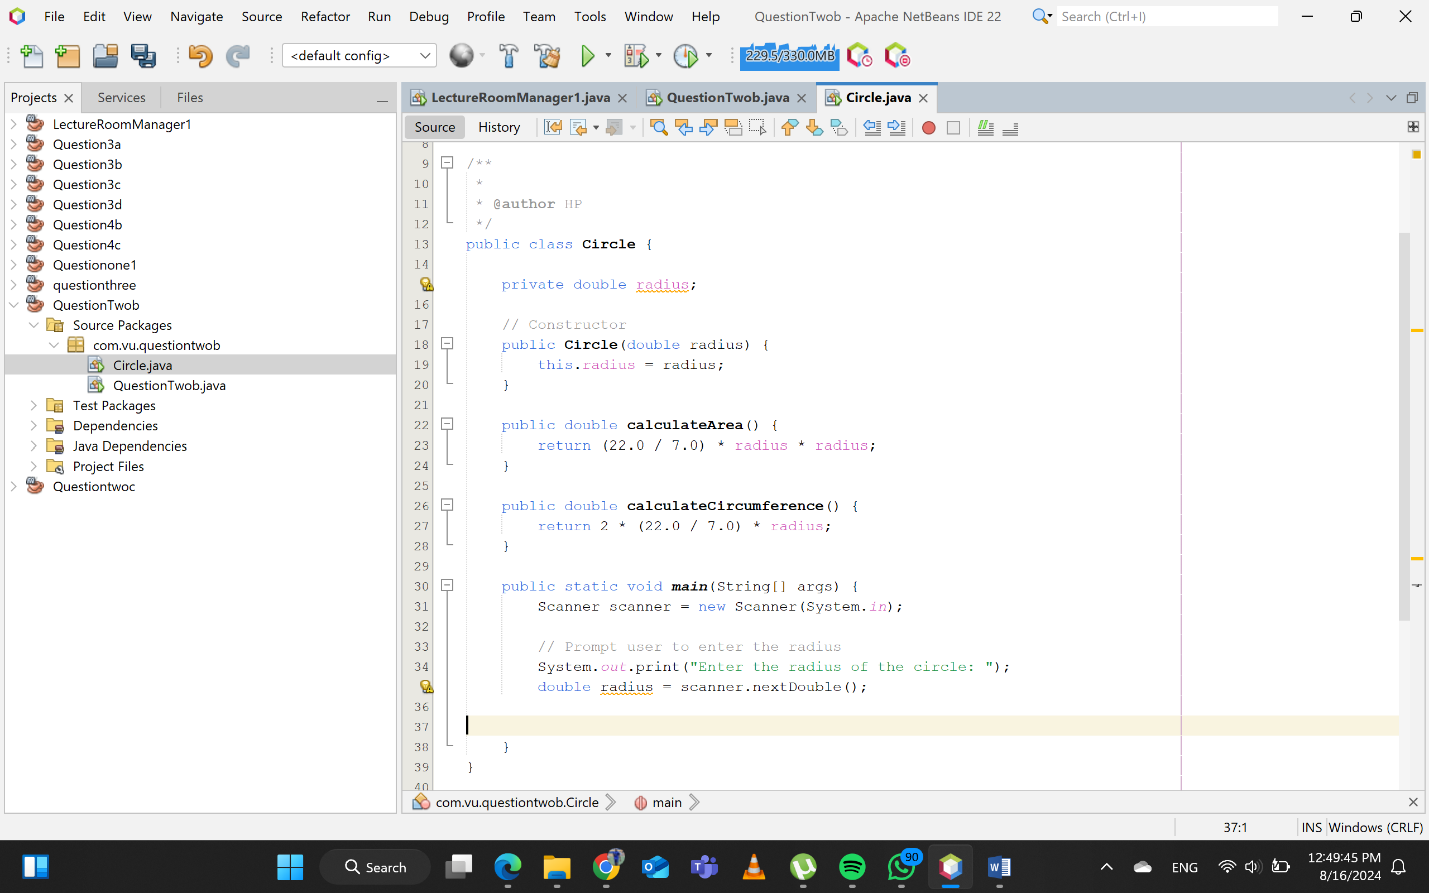 File Edit View Navigate Source Refactor Run Debug Profile Team Tools Window Help QuestionTwob - Apache NetBeans IDE 22 Search (Ctrl+I)
<default config> 229.5/330.0MB
Projects Services Files
LectureRoomManager1
Question3a
Question3b
Question3c
Question3d
Question4b
Question4c
Questionone1
questionthree
QuestionTwob
Source Packages
com.vu.questiontwob
Circle.java
QuestionTwob.java
Test Packages
Dependencies
Java Dependencies
Project Files
Questiontwoc
LectureRoomManager1.java QuestionTwob.java Circle.java
Source History
8
9 /**
10 *
11 * @author HP
12 */
13 public class Circle {
14
private double radius;
16
17 // Constructor
18 public Circle(double radius) {
19 this.radius = radius;
20 }
21
22 public double calculateArea() {
23 return (22.0 / 7.0) * radius * radius;
24 }
25
26 public double calculateCircumference() {
27 return 2 * (22.0 / 7.0) * radius;
28 }
29
30 public static void main(String[] args) {
31 Scanner scanner = new Scanner(System.in);
32
33 // Prompt user to enter the radius
34 System.out.print("Enter the radius of the circle: ");
double radius = scanner.nextDouble();
36
37
38 }
39 }
40
com.vu.questiontwob.Circle main
37:1 INS Windows (CRLF)
Search 90 ENG 12:49:45 PM
8/16/2024